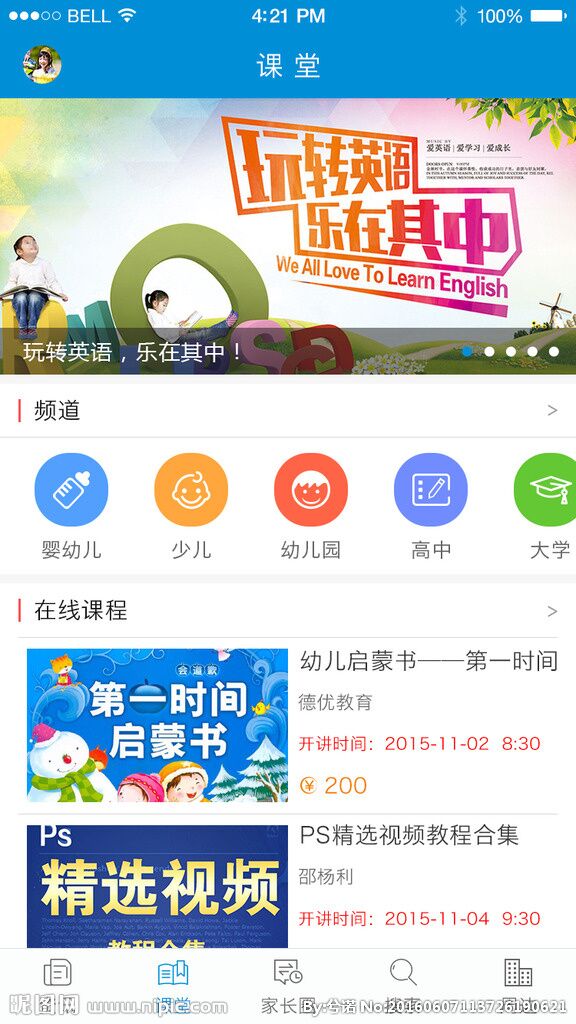 BELL
4:21 PM
100%
课堂
玩转英语
乐在其中
We All Love To Learn English
爱英语|爱学习|爱成长
玩转英语，乐在其中！
频道
>
婴幼儿
少儿
幼儿园
高中
大学
在线课程
>
会道款
第一时间
启蒙书
幼儿启蒙书——第一时间
德优教育
开讲时间：2015-11-02 8:30
200
Ps
精选视频
教程合集
PS精选视频教程合集
邵杨利
开讲时间：2015-11-04 9:30
课堂
家长
昵图网 www.nipic.com
By:兮诺 No:20160607113726190621